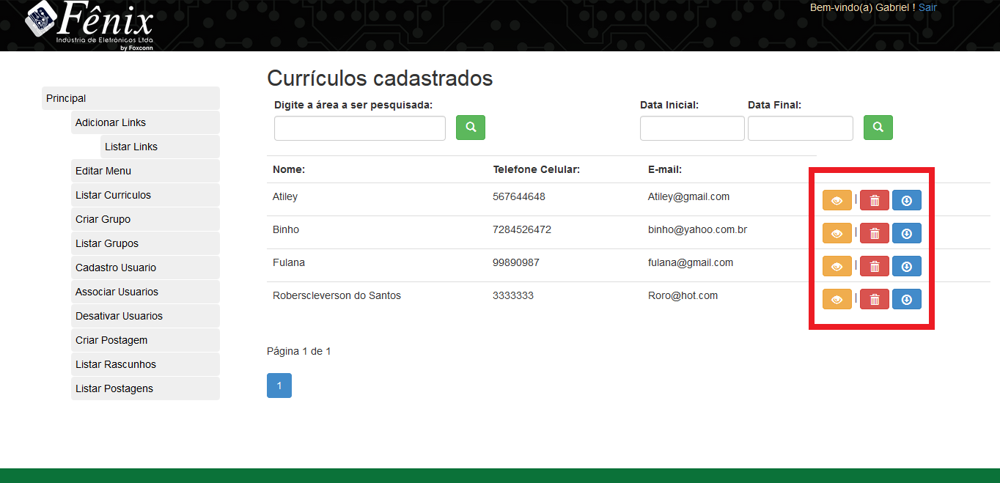 Fênix
Indústria de Eletrônicos Ltda
by Foxconn
Bem-vindo(a) Gabriel ! Sair
Principal
Adicionar Links
Listar Links
Editar Menu
Listar Curriculos
Criar Grupo
Listar Grupos
Cadastro Usuario
Associar Usuarios
Desativar Usuarios
Criar Postagem
Listar Rascunhos
Listar Postagens
Currículos cadastrados
Digite a área a ser pesquisada:
Data Inicial: Data Final:
Nome: Telefone Celular: E-mail:
Atiley 567644648 Atiley@gmail.com |
Binho 7284526472 binho@yahoo.com.br |
Fulana 99890987 fulana@gmail.com |
Roberscleverson do Santos 3333333 Roro@hot.com |
Página 1 de 1
1